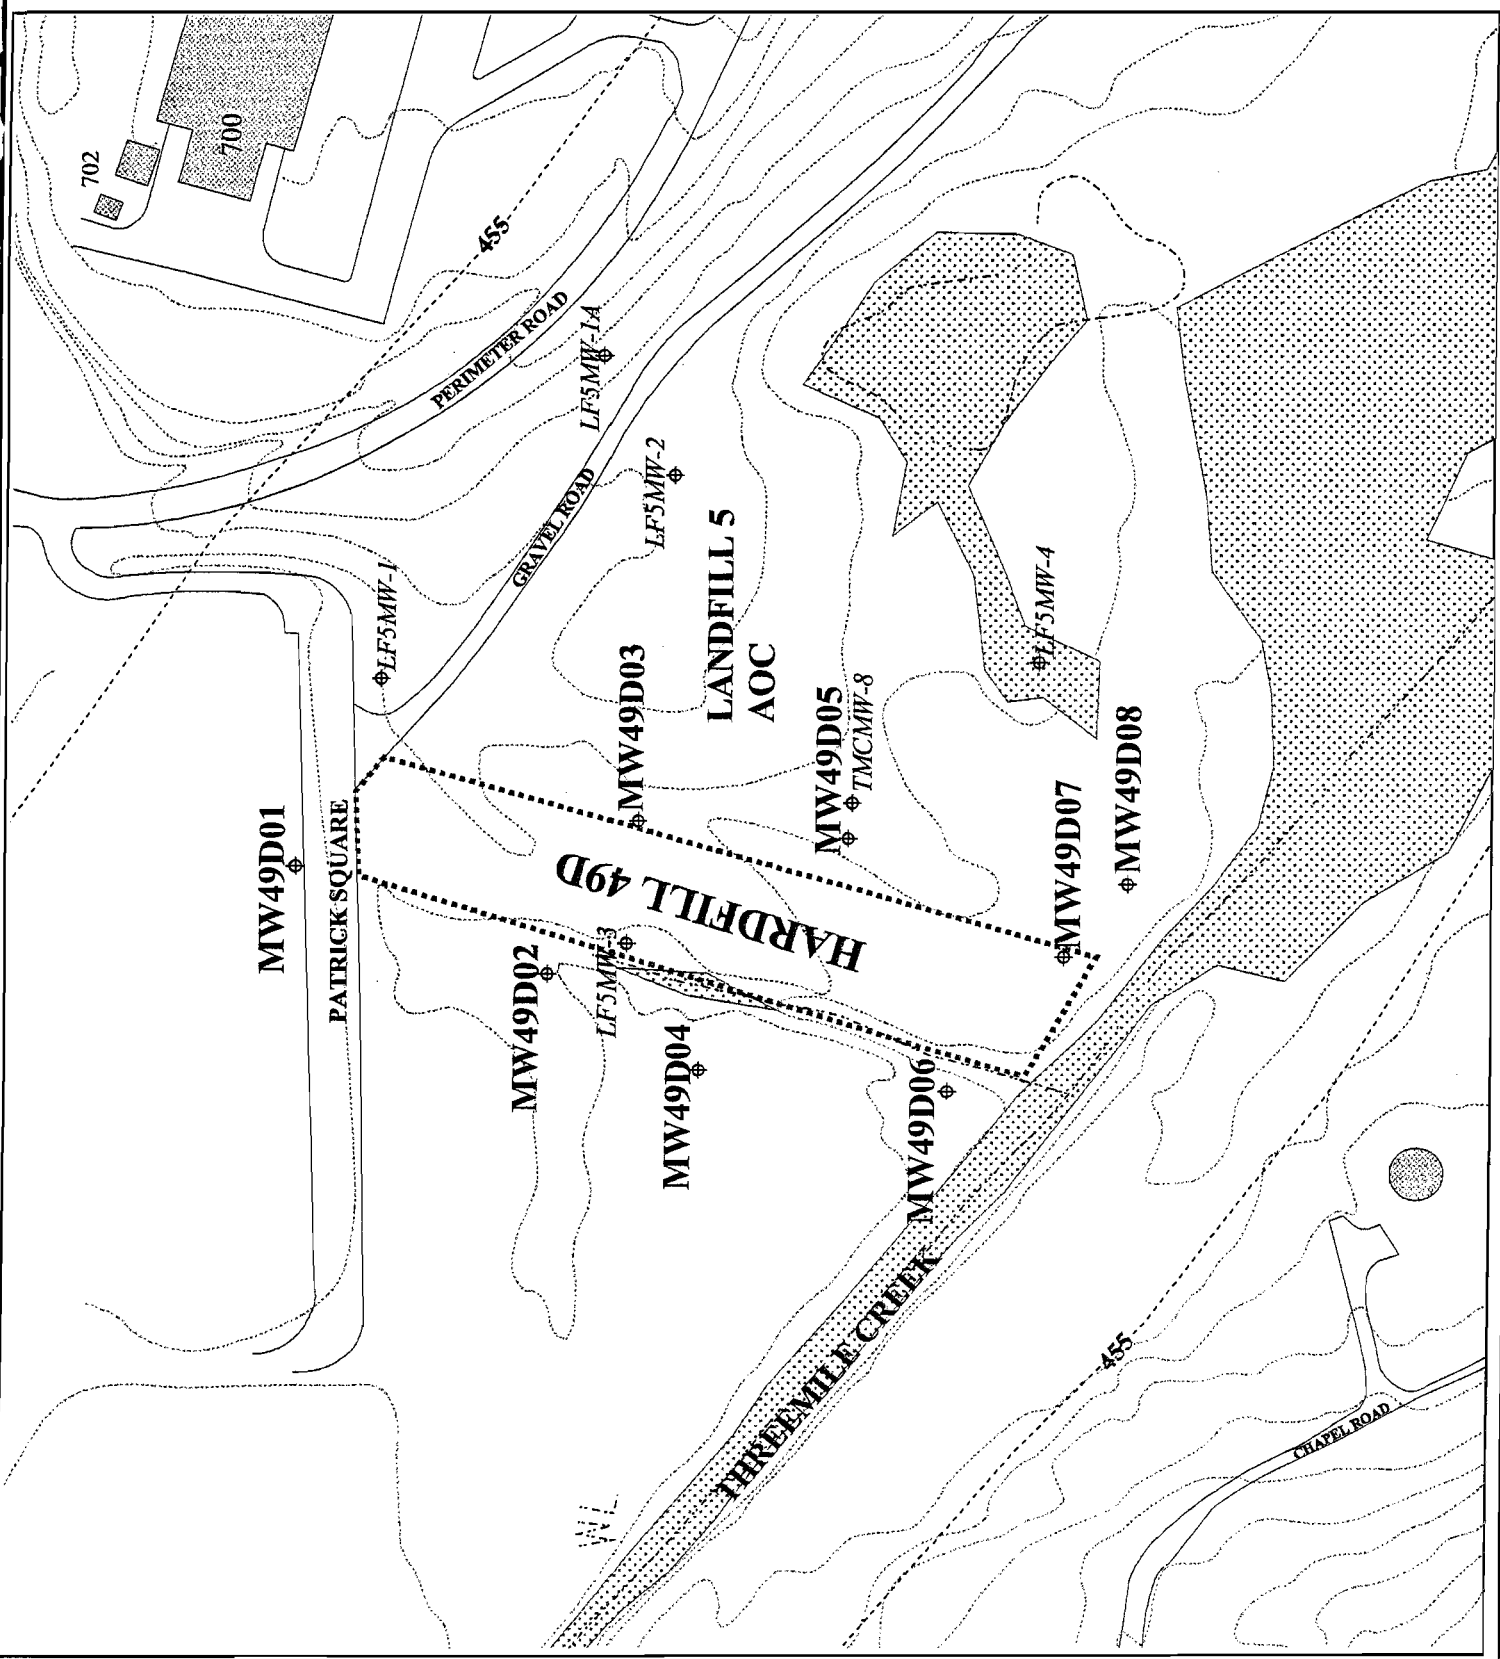 702
700
455
PERIMETER ROAD
LF5MW-1A
LF5MW-2
GRAVEL ROAD
LF5MW-1
LANDFILL 5
AOC
LF5MW-4
MW49D03
MW49D05
TMCMW-8
MW49D08
MW49D07
MW49D01
PATRICK SQUARE
HARDFILL 49D
MW49D02
LF5MW-3
MW49D04
MW49D06
THREEMILE CREEK
455
CHAPEL ROAD
WL